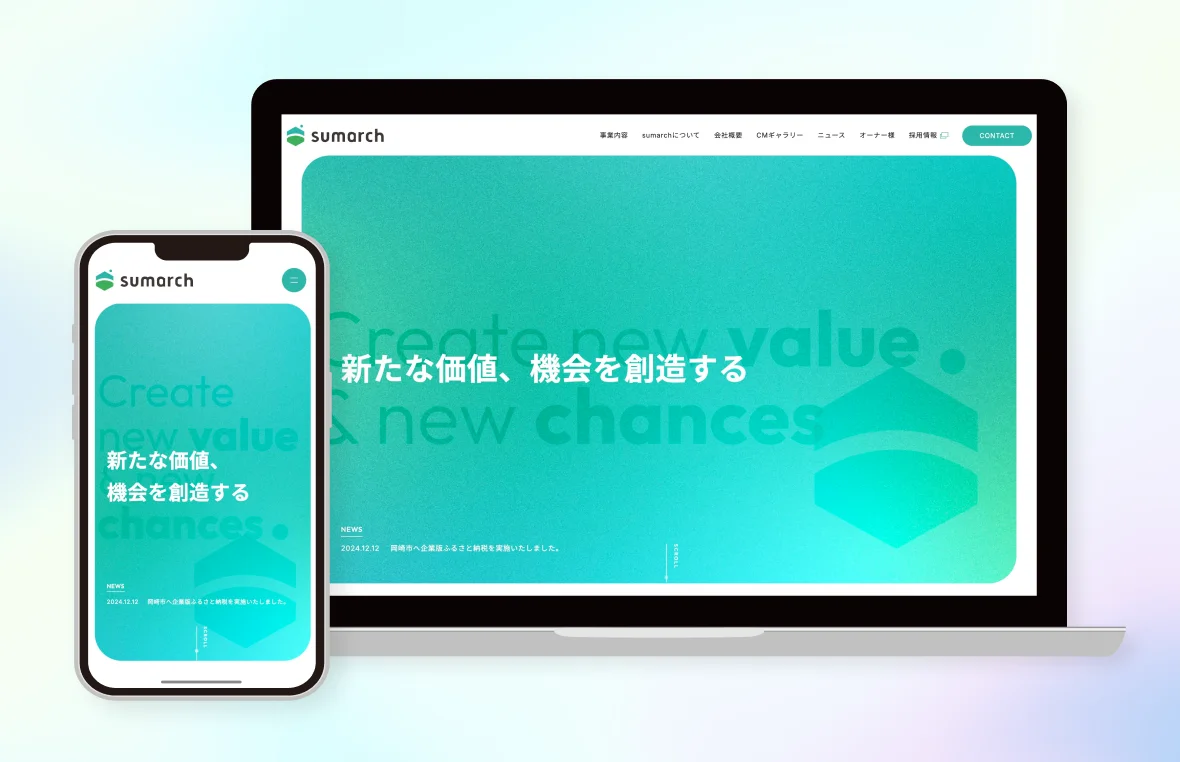 sumarch
事業内容 sumarchについて 会社概要 CMギャラリー ニュース オーナー様 採用情報 CONTACT
Create new value.
新たな価値、機会を創造する
& new chances
NEWS
2024.12.12 岡崎市へ企業版ふるさと納税を実施いたしました。
SCROLL
sumarch
Create
new value
新たな価値、
& new
機会を創造する
chances.
NEWS
2024.12.12 岡崎市へ企業版ふるさと納税を実施いたしました。
SCROLL